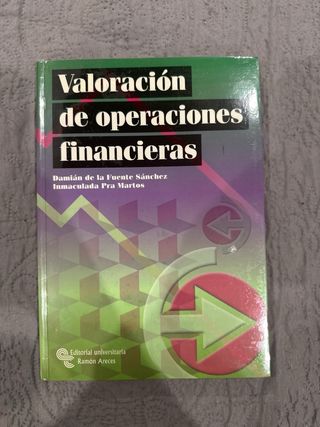 Valoración
de operaciones
financieras
Damián de la Fuente Sánchez
Inmaculada Pra Martos
Editorial universitaria
Ramón Areces